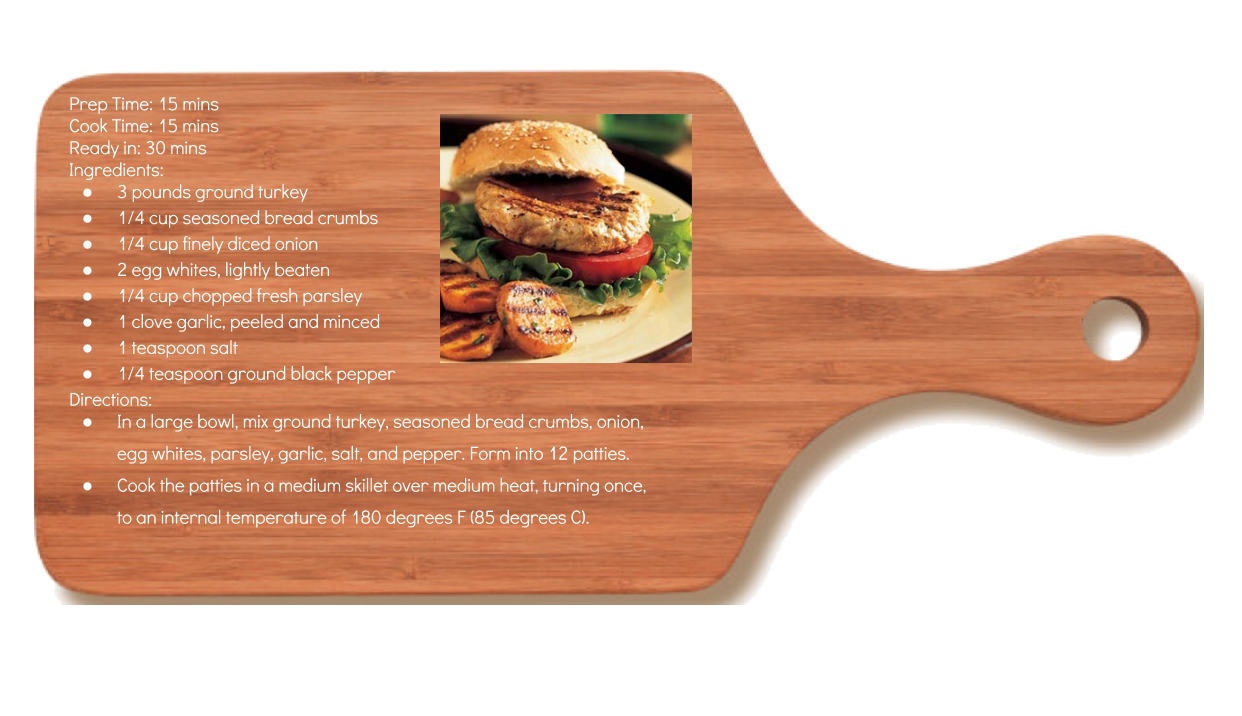 Prep Time: 15 mins
Cook Time: 15 mins
Ready in: 30 mins
Ingredients:
● 3 pounds ground turkey
● 1/4 cup seasoned bread crumbs
● 1/4 cup finely diced onion
● 2 egg whites, lightly beaten
● 1/4 cup chopped fresh parsley
● 1 clove garlic, peeled and minced
● 1 teaspoon salt
● 1/4 teaspoon ground black pepper
Directions:
● In a large bowl, mix ground turkey, seasoned bread crumbs, onion,
egg whites, parsley, garlic, salt, and pepper. Form into 12 patties.
● Cook the patties in a medium skillet over medium heat, turning once,
to an internal temperature of 180 degrees F (85 degrees C).